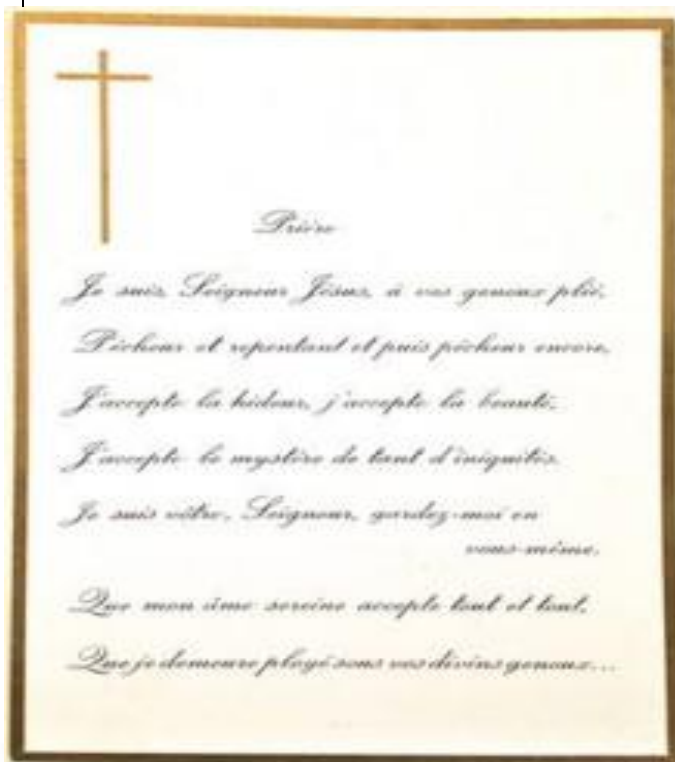 Prière
Je suis, Seigneur Jésus, à vos genoux plié,
Pécheur et repentant et puis pécheur encore,
J'accepte la hideur, j'accepte la beauté,
J'accepte le mystère de tant d'iniquités.
Je suis vôtre, Seigneur, gardez-moi en
vous-même.
Que mon âme sereine accepte tout et tout,
Que je demeure ployé sous vos divins genoux...